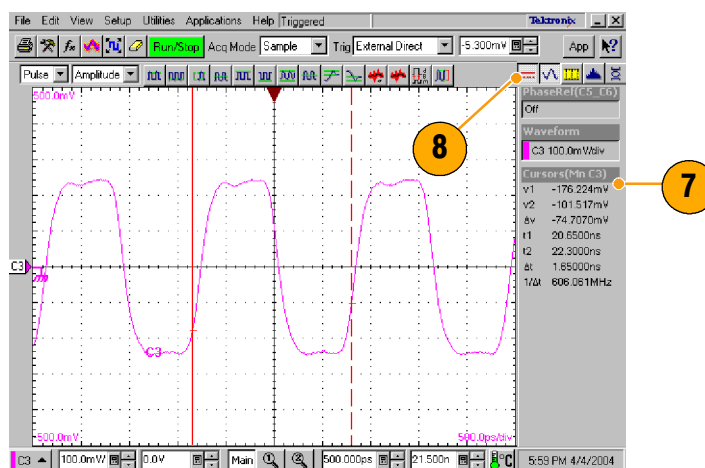 File Edit View Setup Utilities Applications Help Triggered Tektronix
Run/Stop Acq Mode Sample Trig External Direct -5.300mV App
Pulse Amplitude
500.0mV
PhaseRef(C5_C6)
Off
8
Waveform
C3 100.0mW/div
Cursors(Mn C3)
7
v1 -176.224mV
v2 -101.517mV
Δv -74.7070mV
t1 20.6500ns
t2 22.3000ns
Δt 1.65000ns
1/Δt 606.061MHz
C3
C3
-500.0mV
500.0ps/div
C3 100.0mW 0.0V Main 500.000ps 21.500n °C 5:59 PM 4/4/2004